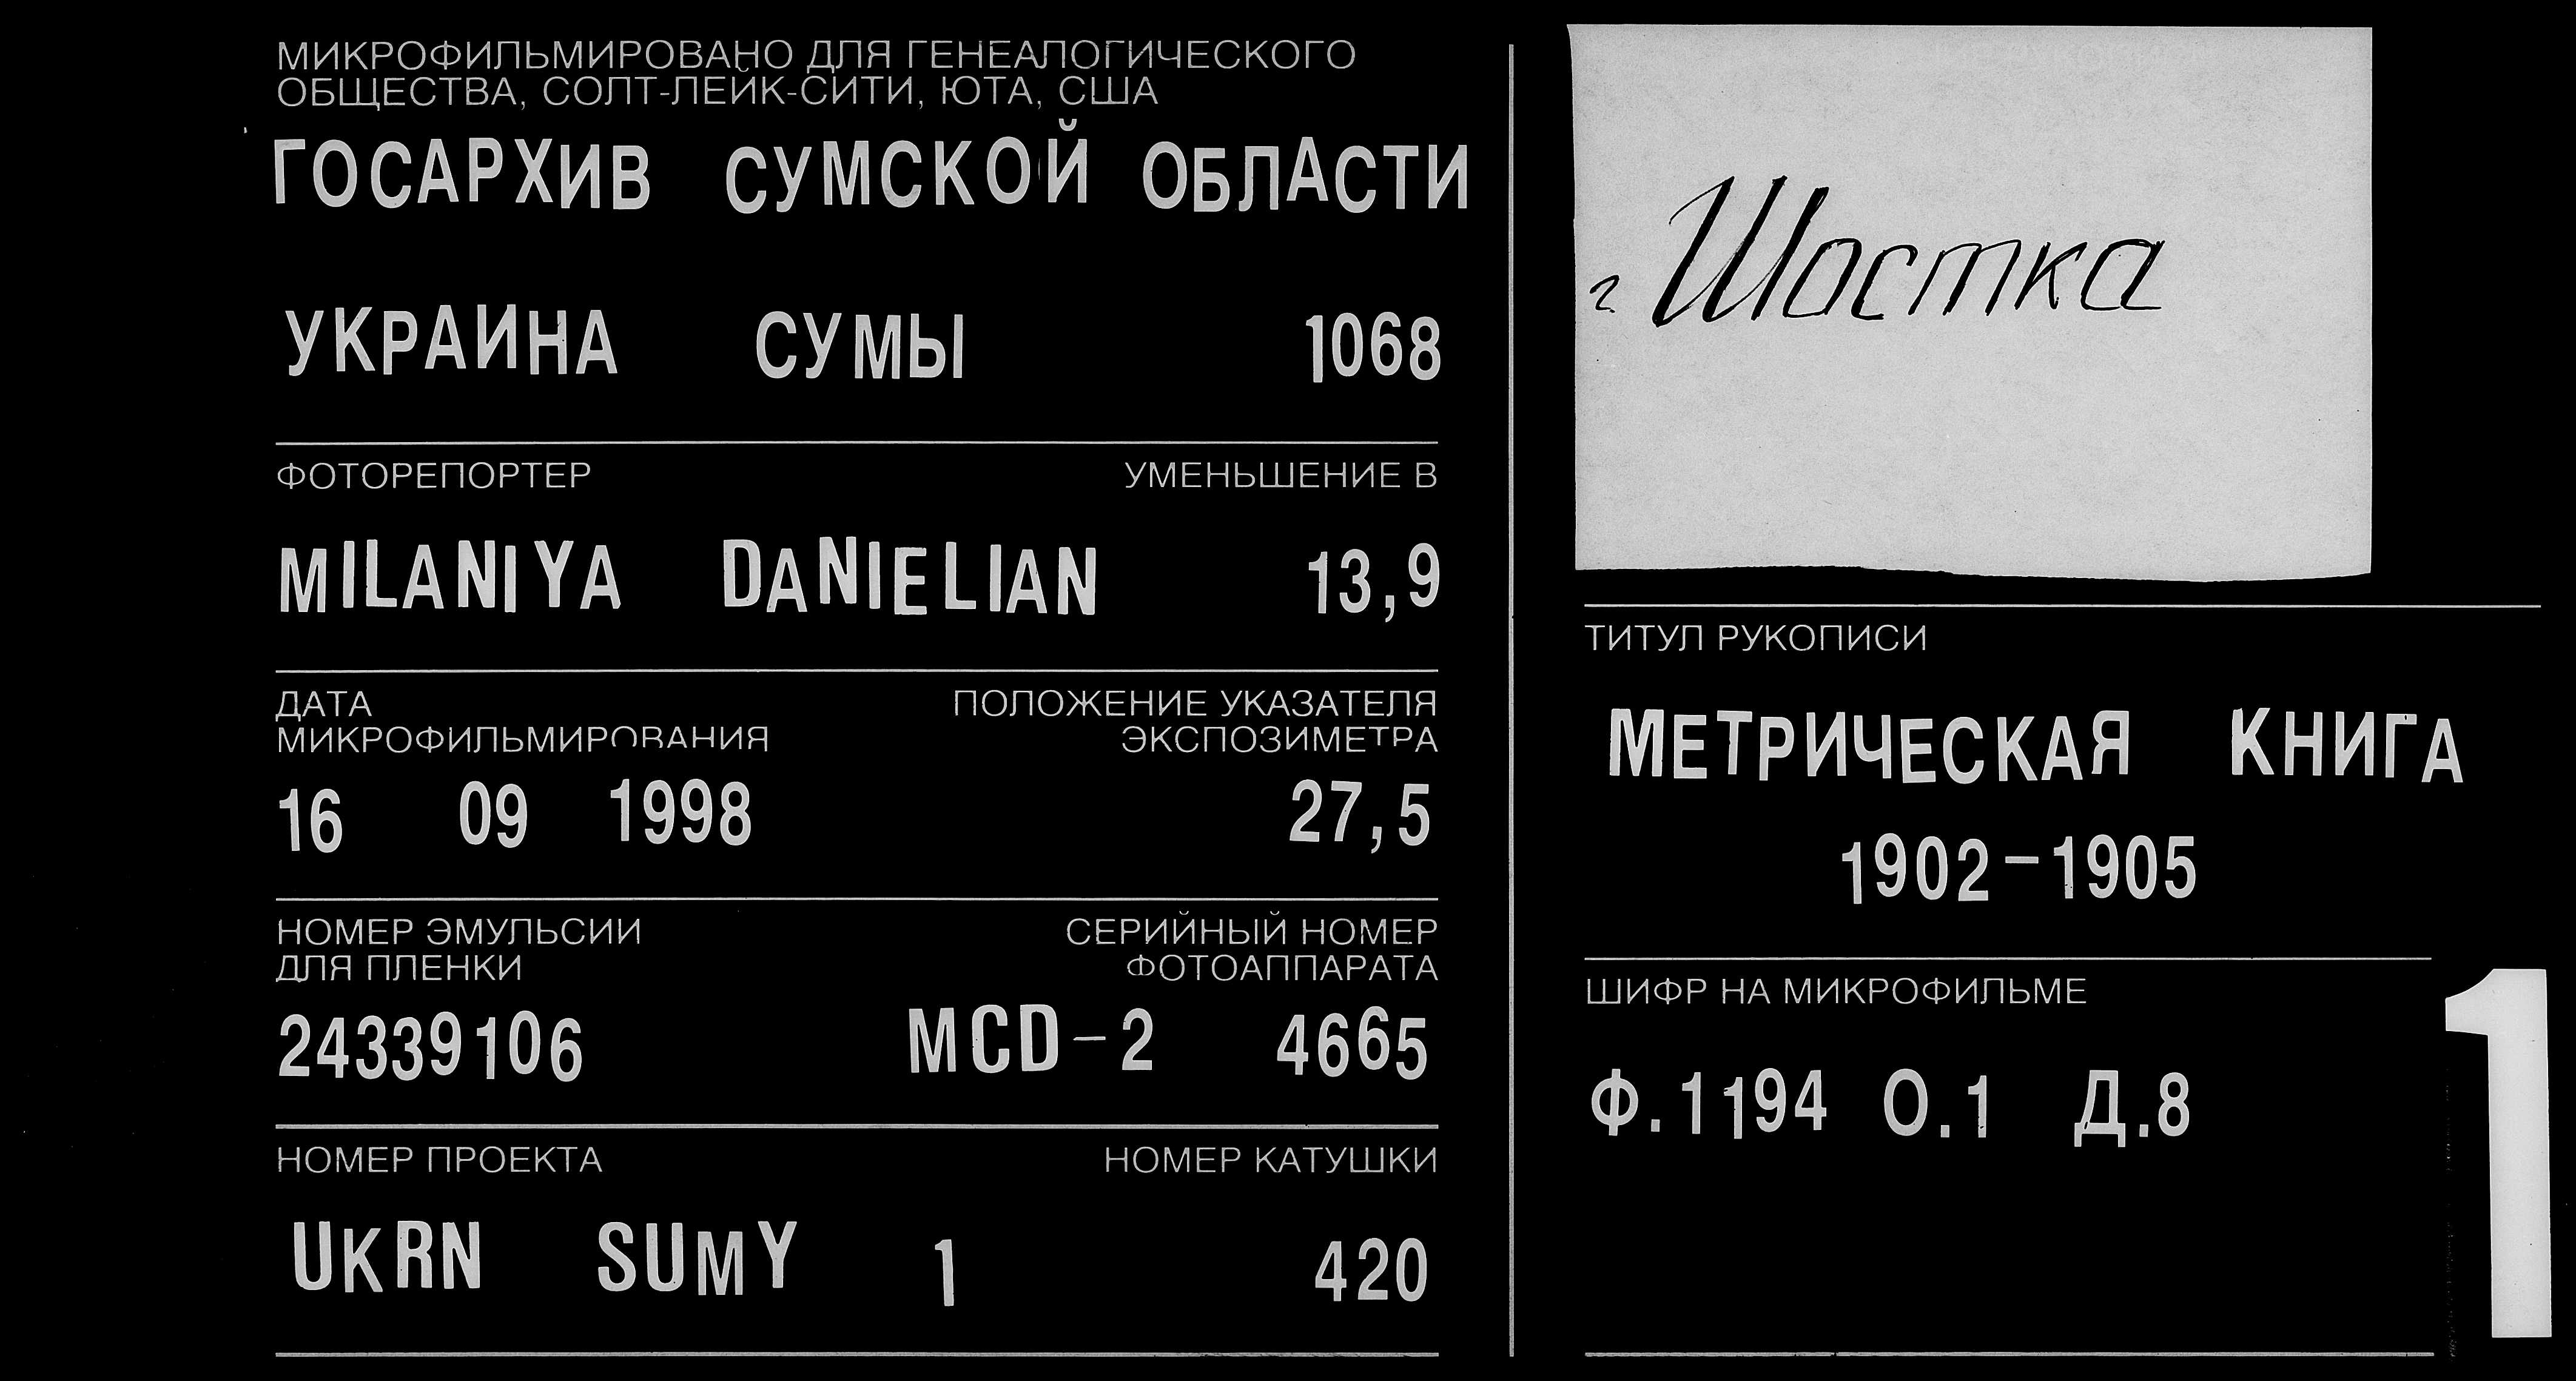 МИКРОФИЛЬМИРОВАНО ДЛЯ ГЕНЕАЛОГИЧЕСКОГО
ОБЩЕСТВА, СОЛТ-ЛЕЙК-СИТИ, ЮТА, США
ГОСАРХИВ СУМСКОЙ ОБЛАСТИ
УКРАИНА СУМЫ 1068
ФОТОРЕПОРТЕР УМЕНЬШЕНИЕ В
MILANIYA DANIELIAN 13,9
ДАТА
МИКРОФИЛЬМИРОВАНИЯ
ПОЛОЖЕНИЕ УКАЗАТЕЛЯ
ЭКСПОЗИМЕТРА
16 09 1998 27,5
НОМЕР ЭМУЛЬСИИ
ДЛЯ ПЛЕНКИ
СЕРИЙНЫЙ НОМЕР
ФОТОАППАРАТА
24339106 MCD-2 4665
НОМЕР ПРОЕКТА НОМЕР КАТУШКИ
UKRN SUMY 1 420
г Шостка
ТИТУЛ РУКОПИСИ
МЕТРИЧЕСКАЯ КНИГА
1902-1905
ШИФР НА МИКРОФИЛЬМЕ
Ф.1194 О.1 Д.8
1